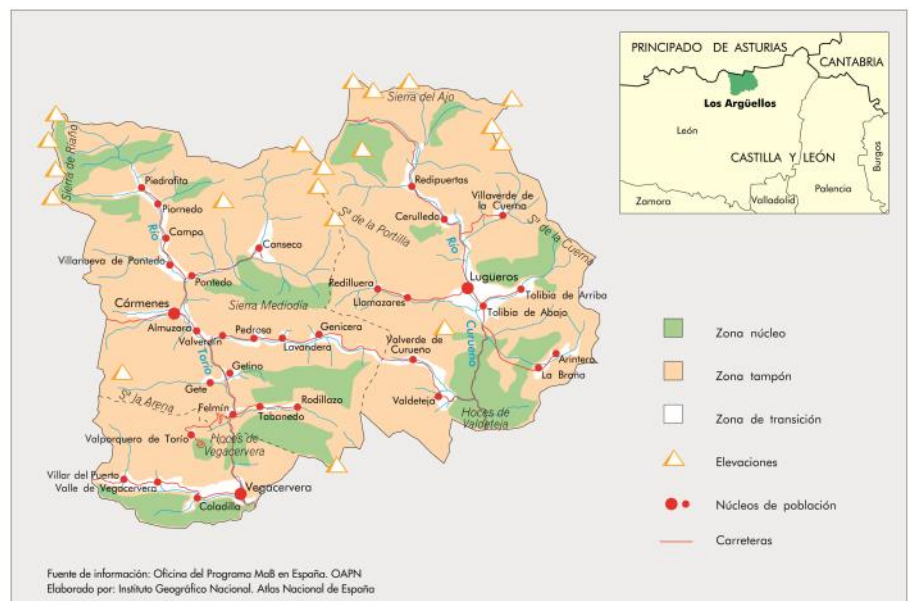 PRINCIPADO DE ASTURIAS
CANTABRIA
Los Argüellos
León
CASTILLA Y LEÓN
Burgos
Palencia
Zamora
Valladolid
Sierra del Ajo
Sierra de Riaño
Piedrafita
Redipuertas
Villaverde de
la Cuerna
Piornedo
Cerulleda
Sª de la Cuerna
Río
Campo
Sª de la Portilla
Río
Canseco
Villanueva de Pontedo
Pontedo
Lugueros
Redilluera
Tolibia de Arriba
Llamazares
Sierra Mediodía
Cármenes
Tolibia de Abajo
Almuzara
Pedrosa
Genicera
Curueño
Valverdín
Lavandera
Valverde de
Curueño
Torío
Arintero
Getino
La Braña
Gete
Valdeteja
Sª la Arena
Felmín
Rodillazo
Tabanedo
Hoces de
Valdeteja
Valporquero de Torío
Hoces de
Vegacervera
Villar del Puerto
Valle de Vegacervera
Vegacervera
Coladilla
Zona núcleo
Zona tampón
Zona de transición
Elevaciones
Núcleos de población
Carreteras
Fuente de información: Oficina del Programa MaB en España. OAPN
Elaborado por: Instituto Geográfico Nacional. Atlas Nacional de España